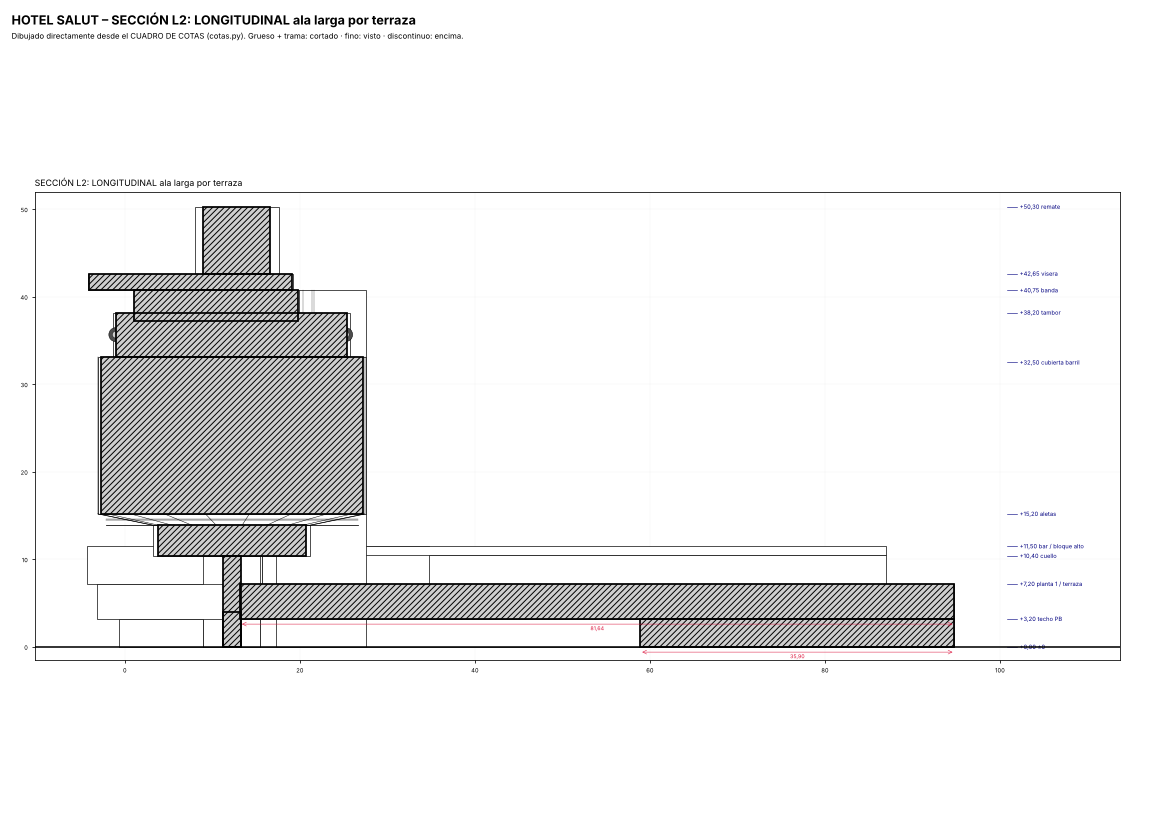 HOTEL SALUT – SECCIÓN L2: LONGITUDINAL ala larga por terraza
Dibujado directamente desde el CUADRO DE COTAS (cotas.py). Grueso + trama: cortado · fino: visto · discontinuo: encima.
SECCIÓN L2: LONGITUDINAL ala larga por terraza
50
40
30
20
10
0
+50,30 remate
+42,65 visera
+40,75 banda
+38,20 tambor
+32,50 cubierta barril
+15,20 aletas
+11,50 bar / bloque alto
+10,40 cuello
+7,20 planta 1 / terraza
+3,20 techo PB
81,64
35,90
0
20
40
60
80
100